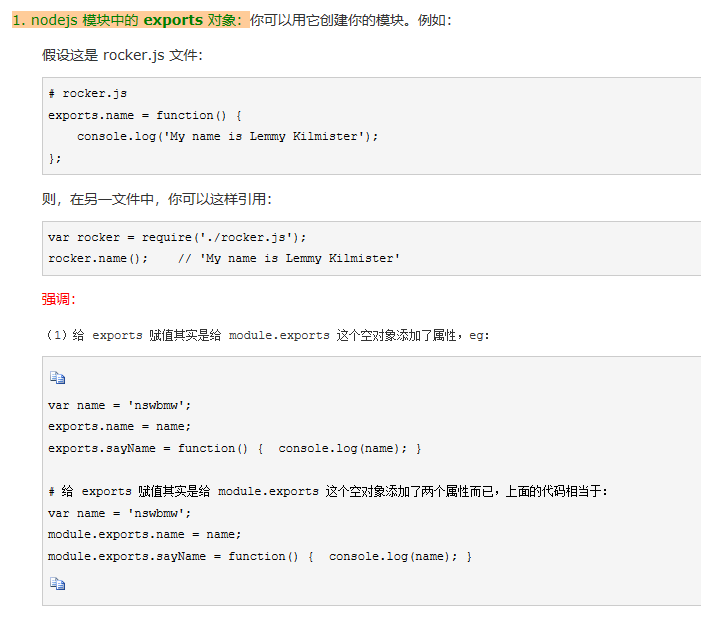 1. nodejs 模块中的 exports 对象：你可以用它创建你的模块。例如：
假设这是 rocker.js 文件：
# rocker.js
exports.name = function() {
    console.log('My name is Lemmy Kilmister');
};
则，在另一文件中，你可以这样引用：
var rocker = require('./rocker.js');
rocker.name();    // 'My name is Lemmy Kilmister'
强调：
（1）给 exports 赋值其实是给 module.exports 这个空对象添加了属性，eg：
var name = 'nswbmw';
exports.name = name;
exports.sayName = function() {  console.log(name); }
# 给 exports 赋值其实是给 module.exports 这个空对象添加了两个属性而已，上面的代码相当于：
var name = 'nswbmw';
module.exports.name = name;
module.exports.sayName = function() {  console.log(name); }